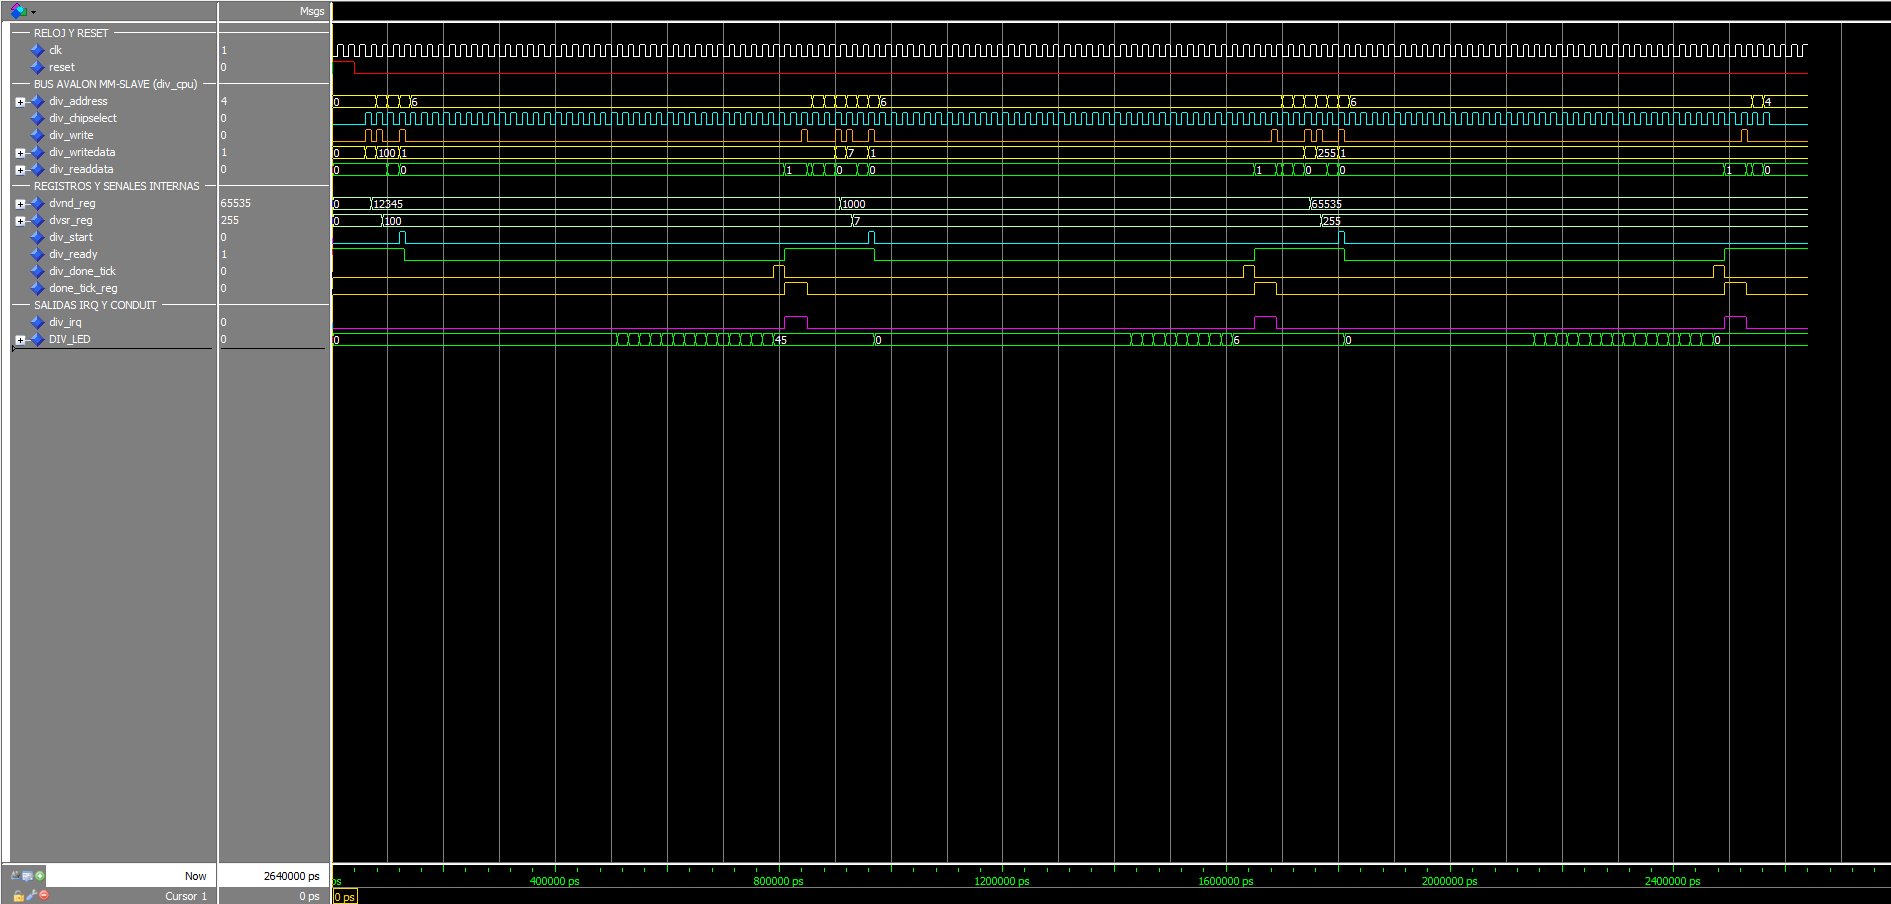 Msgs
RELOJ Y RESET
clk 1
reset 0
BUS AVALON MM-SLAVE (div_cpu)
div_address 4 0 6 6 6 4
div_chipselect 0
div_write 0
div_writedata 1 0 100 1 7 1 255 1
div_readdata 0 0 0 1 0 0 1 0 0 1 0
REGISTROS Y SENALES INTERNAS
dvnd_reg 65535 0 12345 1000 65535
dvsr_reg 255 0 100 7 255
div_start 0
div_ready 1
div_done_tick 0
done_tick_reg 0
SALIDAS IRQ Y CONDUIT
div_irq 0
DIV_LED 0 0 45 0 6 0 0
Now 2640000 ps
ps 400000 ps 800000 ps 1200000 ps 1600000 ps 2000000 ps 2400000 ps
Cursor 1 0 ps 0 ps